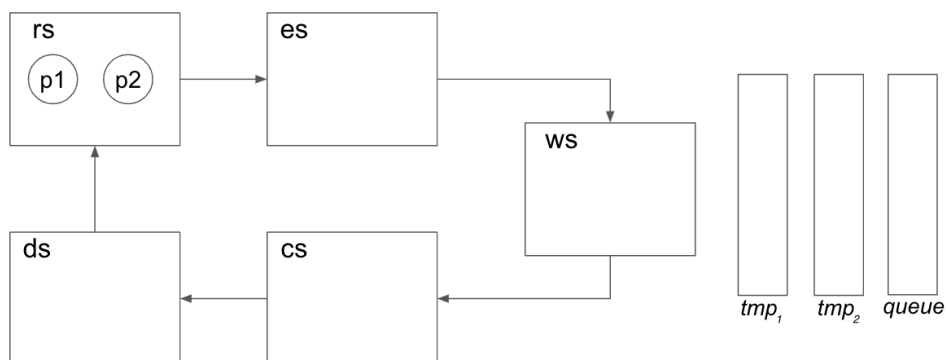 rs
p1
p2
es
ws
ds
cs
tmp₁
tmp₂
queue